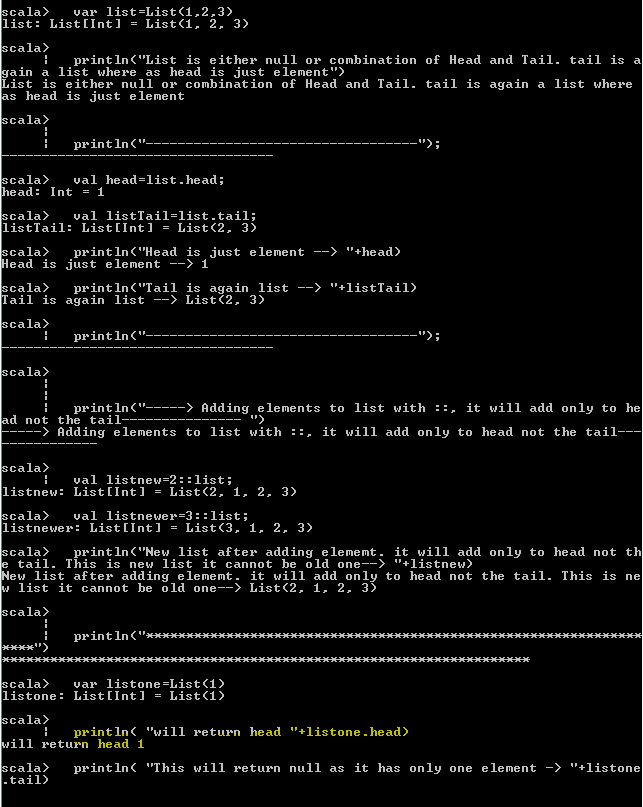 scala>   var list=List(1,2,3)
list: List[Int] = List(1, 2, 3)
scala>
     |   println("List is either null or combination of Head and Tail. tail is a
gain a list where as head is just element")
List is either null or combination of Head and Tail. tail is again a list where
as head is just element
scala>
     |
     |   println("----------------------------------");
----------------------------------
scala>   val head=list.head;
head: Int = 1
scala>   val listTail=list.tail;
listTail: List[Int] = List(2, 3)
scala>   println("Head is just element --> "+head)
Head is just element --> 1
scala>   println("Tail is again list --> "+listTail)
Tail is again list --> List(2, 3)
scala>
     |   println("----------------------------------");
----------------------------------
scala>
     |
     |
     |   println("-----> Adding elements to list with ::, it will add only to he
ad not the tail--------------- ")
-----> Adding elements to list with ::, it will add only to head not the tail---
------------
scala>
     |   val listnew=2::list;
listnew: List[Int] = List(2, 1, 2, 3)
scala>   val listnewer=3::list;
listnewer: List[Int] = List(3, 1, 2, 3)
scala>   println("New list after adding elememt. it will add only to head not th
e tail. This is new list it cannot be old one--> "+listnew)
New list after adding elememt. it will add only to head not the tail. This is ne
w list it cannot be old one--> List(2, 1, 2, 3)
scala>
     |
     |   println("**************************************************************
****")
******************************************************************
scala>   var listone=List(1)
listone: List[Int] = List(1)
scala>
     |   println( "will return head "+listone.head)
will return head 1
scala>   println( "This will return null as it has only one element -> "+listone
.tail)